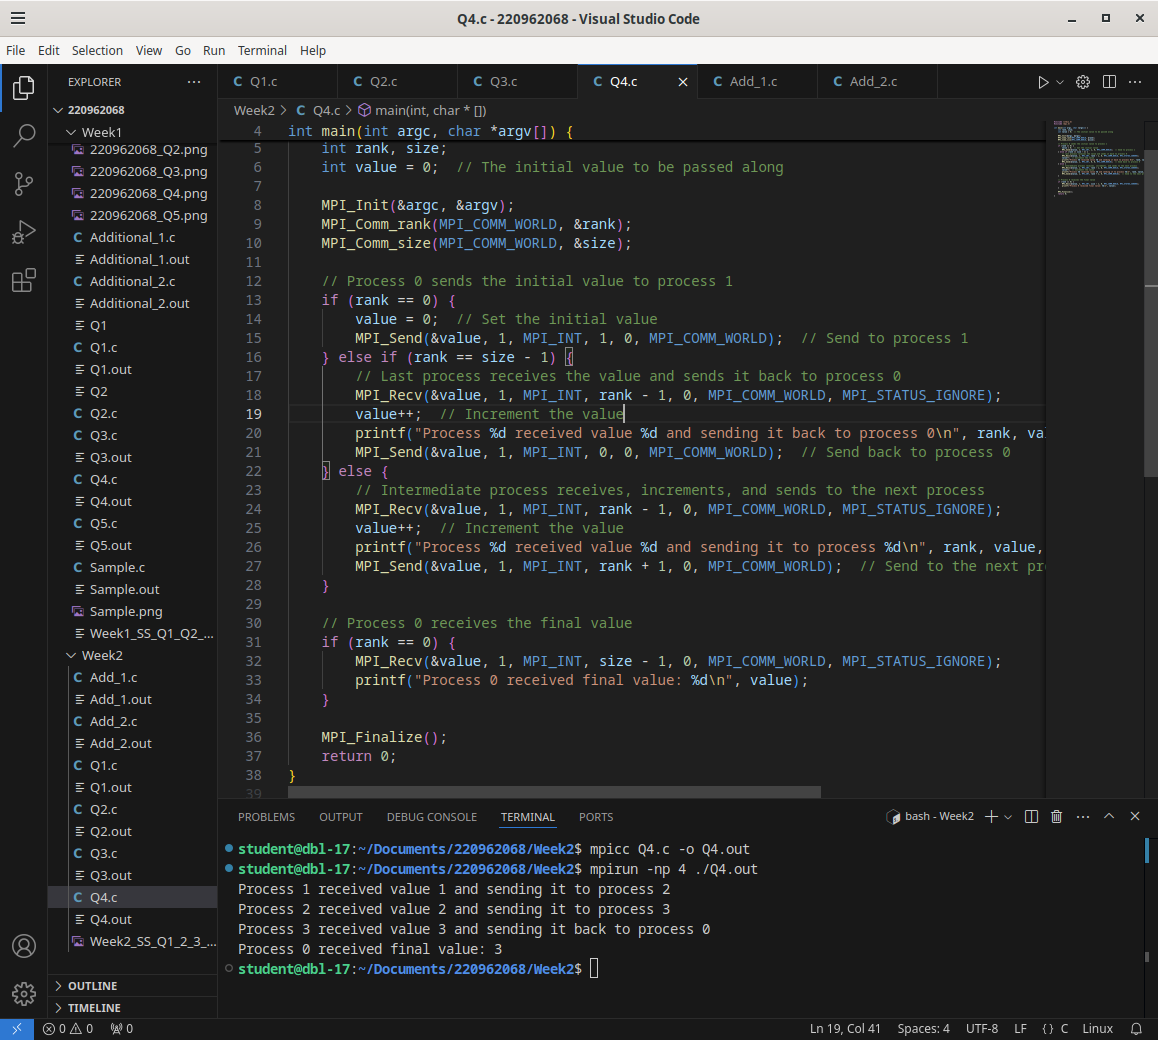 Q4.c - 220962068 - Visual Studio Code
File Edit Selection View Go Run Terminal Help
EXPLORER
220962068
Week1
220962068_Q2.png
220962068_Q3.png
220962068_Q4.png
220962068_Q5.png
C Additional_1.c
Additional_1.out
C Additional_2.c
Additional_2.out
Q1
C Q1.c
Q1.out
Q2
C Q2.c
C Q3.c
Q3.out
C Q4.c
Q4.out
C Q5.c
Q5.out
C Sample.c
Sample.out
Sample.png
Week1_SS_Q1_Q2_...
Week2
C Add_1.c
Add_1.out
C Add_2.c
Add_2.out
C Q1.c
Q1.out
C Q2.c
Q2.out
C Q3.c
Q3.out
C Q4.c
Q4.out
Week2_SS_Q1_2_3_...
OUTLINE
TIMELINE
C Q1.c C Q2.c C Q3.c C Q4.c C Add_1.c C Add_2.c
Week2 > C Q4.c > main(int, char * [])
4 int main(int argc, char *argv[]) {
5 int rank, size;
6 int value = 0;  // The initial value to be passed along
7
8 MPI_Init(&argc, &argv);
9 MPI_Comm_rank(MPI_COMM_WORLD, &rank);
10 MPI_Comm_size(MPI_COMM_WORLD, &size);
11
12 // Process 0 sends the initial value to process 1
13 if (rank == 0) {
14 value = 0;  // Set the initial value
15 MPI_Send(&value, 1, MPI_INT, 1, 0, MPI_COMM_WORLD);  // Send to process 1
16 } else if (rank == size - 1) {
17 // Last process receives the value and sends it back to process 0
18 MPI_Recv(&value, 1, MPI_INT, rank - 1, 0, MPI_COMM_WORLD, MPI_STATUS_IGNORE);
19 value++;  // Increment the value
20 printf("Process %d received value %d and sending it back to process 0\n", rank, va
21 MPI_Send(&value, 1, MPI_INT, 0, 0, MPI_COMM_WORLD);  // Send back to process 0
22 } else {
23 // Intermediate process receives, increments, and sends to the next process
24 MPI_Recv(&value, 1, MPI_INT, rank - 1, 0, MPI_COMM_WORLD, MPI_STATUS_IGNORE);
25 value++;  // Increment the value
26 printf("Process %d received value %d and sending it to process %d\n", rank, value,
27 MPI_Send(&value, 1, MPI_INT, rank + 1, 0, MPI_COMM_WORLD);  // Send to the next pr
28 }
29
30 // Process 0 receives the final value
31 if (rank == 0) {
32 MPI_Recv(&value, 1, MPI_INT, size - 1, 0, MPI_COMM_WORLD, MPI_STATUS_IGNORE);
33 printf("Process 0 received final value: %d\n", value);
34 }
35
36 MPI_Finalize();
37 return 0;
38 }
39
PROBLEMS OUTPUT DEBUG CONSOLE TERMINAL PORTS bash - Week2
student@dbl-17:~/Documents/220962068/Week2$ mpicc Q4.c -o Q4.out
student@dbl-17:~/Documents/220962068/Week2$ mpirun -np 4 ./Q4.out
Process 1 received value 1 and sending it to process 2
Process 2 received value 2 and sending it to process 3
Process 3 received value 3 and sending it back to process 0
Process 0 received final value: 3
student@dbl-17:~/Documents/220962068/Week2$
0 0 0 Ln 19, Col 41 Spaces: 4 UTF-8 LF {} C Linux